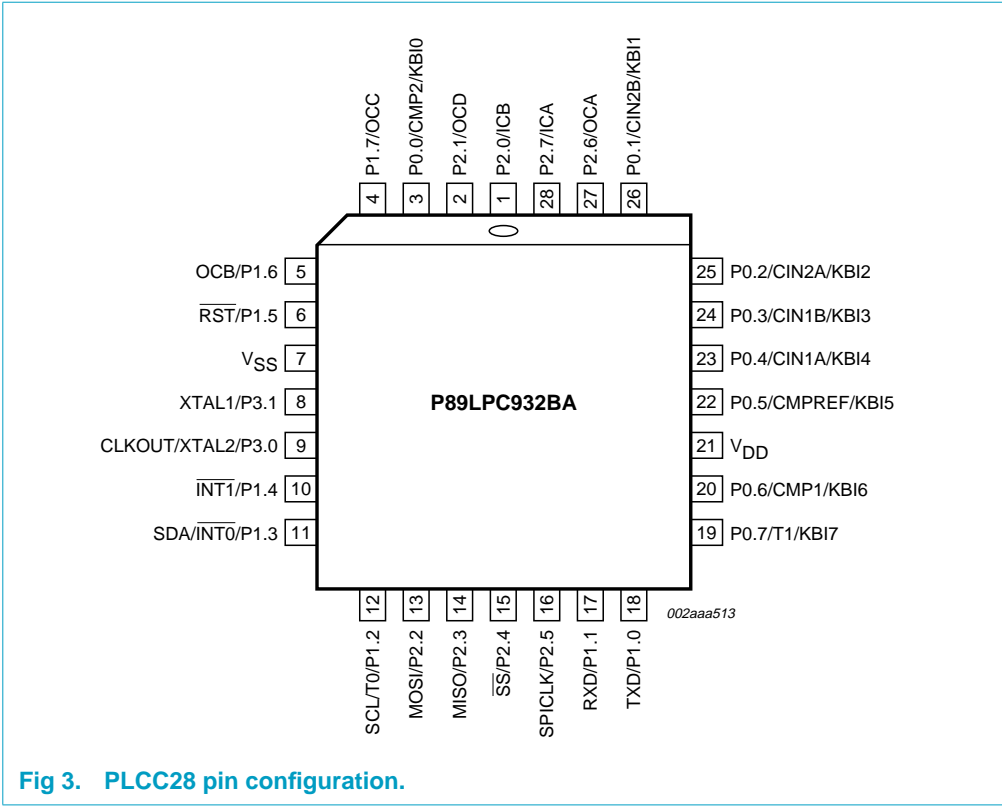 P1.7/OCC
P0.0/CMP2/KBI0
P2.1/OCD
P2.0/ICB
P2.7/ICA
P2.6/OCA
P0.1/CIN2B/KBI1
4
3
2
1
28
27
26
OCB/P1.6 5
R̅S̅T̅/P1.5 6
VSS 7
XTAL1/P3.1 8
CLKOUT/XTAL2/P3.0 9
I̅N̅T̅1̅/P1.4 10
SDA/I̅N̅T̅0̅/P1.3 11
P89LPC932BA
25 P0.2/CIN2A/KBI2
24 P0.3/CIN1B/KBI3
23 P0.4/CIN1A/KBI4
22 P0.5/CMPREF/KBI5
21 VDD
20 P0.6/CMP1/KBI6
19 P0.7/T1/KBI7
12
13
14
15
16
17
18
002aaa513
SCL/T0/P1.2
MOSI/P2.2
MISO/P2.3
S̅S̅/P2.4
SPICLK/P2.5
RXD/P1.1
TXD/P1.0
Fig 3. PLCC28 pin configuration.